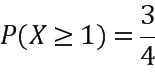 P(X ≥ 1) = 3/4